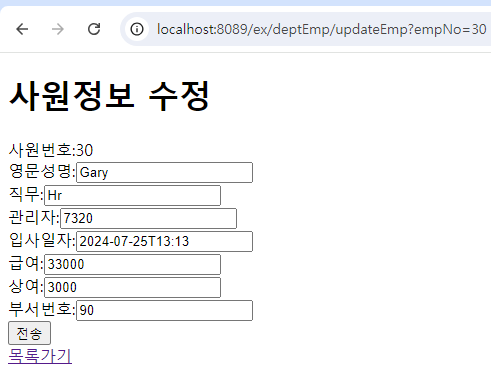 localhost:8089/ex/deptEmp/updateEmp?empNo=30
사원정보 수정
사원번호:30
영문성명:Gary
직무:Hr
관리자:7320
입사일자:2024-07-25T13:13
급여:33000
상여:3000
부서번호:90
전송
목록가기